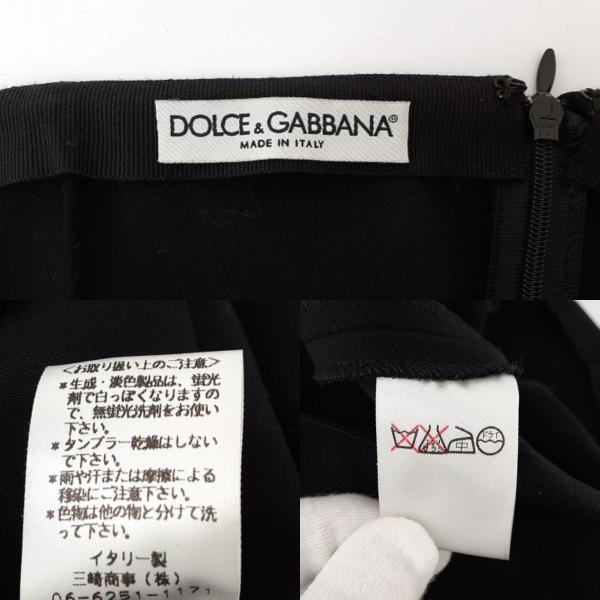 DOLCE & GABBANA®
MADE IN ITALY
<お取り扱い上のご注意>
*生成・淡色製品は、蛍光
剤で白っぽくなりますの
で、無蛍光洗剤をお使い
下さい。
*タンブラー乾燥はしない
で下さい。
*雨や汗または摩擦による
移染にご注意下さい。
*色物は他の物と分けて洗
って下さい。
イタリー製
三崎商事(株)
06-6251-1171
中
ドライ